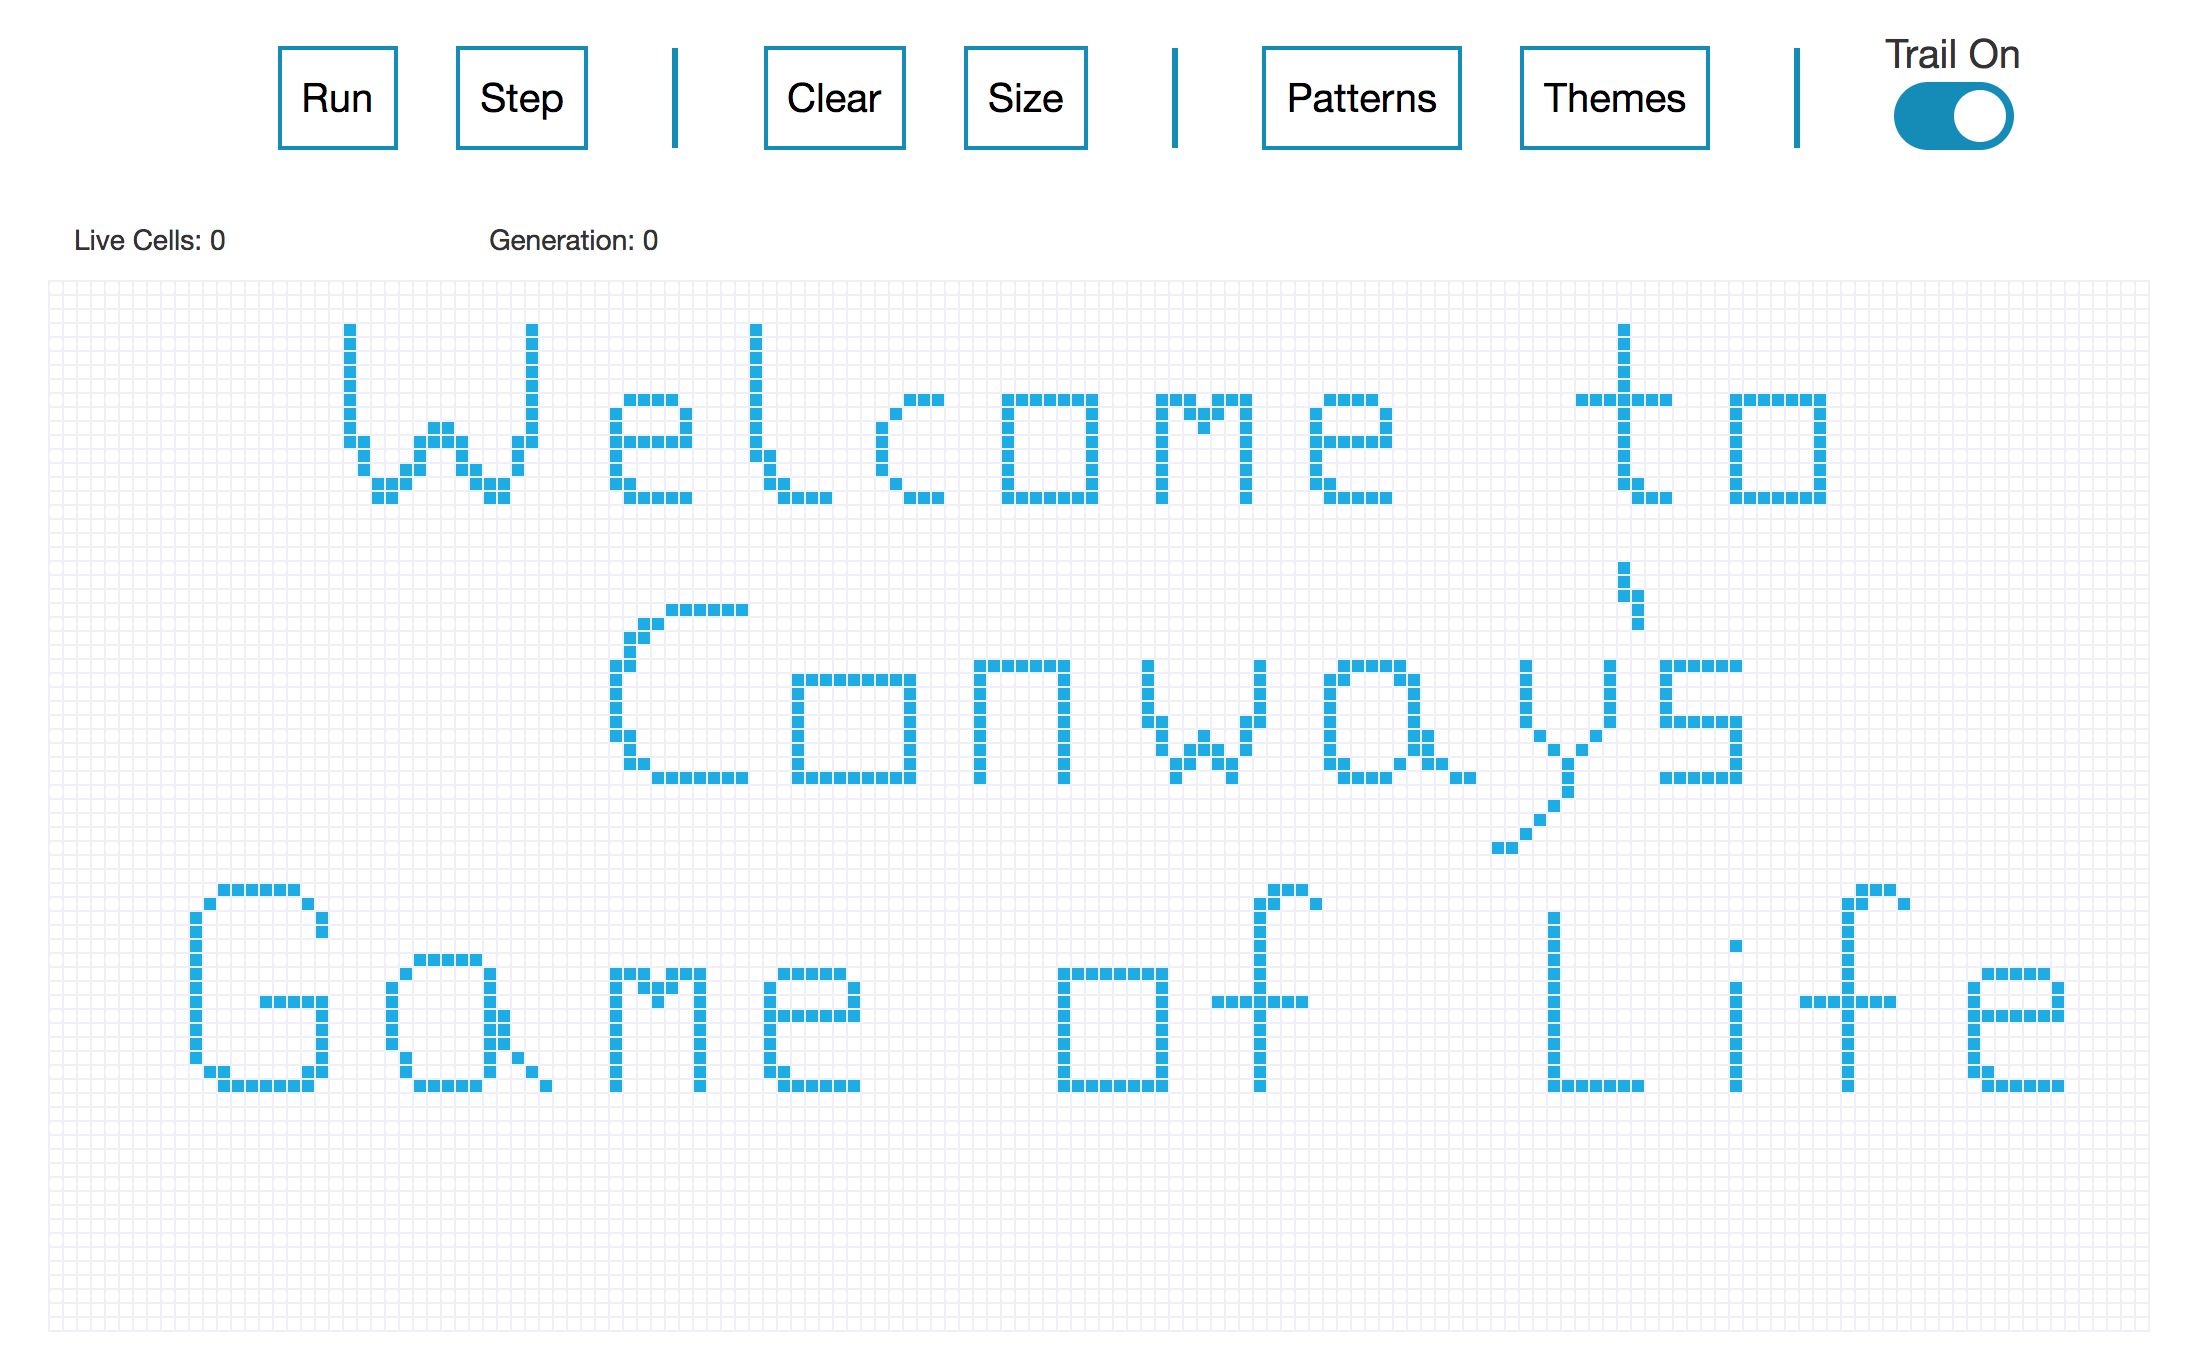 Trail On
Run Step Clear Size Patterns Themes
Live Cells: 0 Generation: 0
Welcome to
Conway's
Game of Life